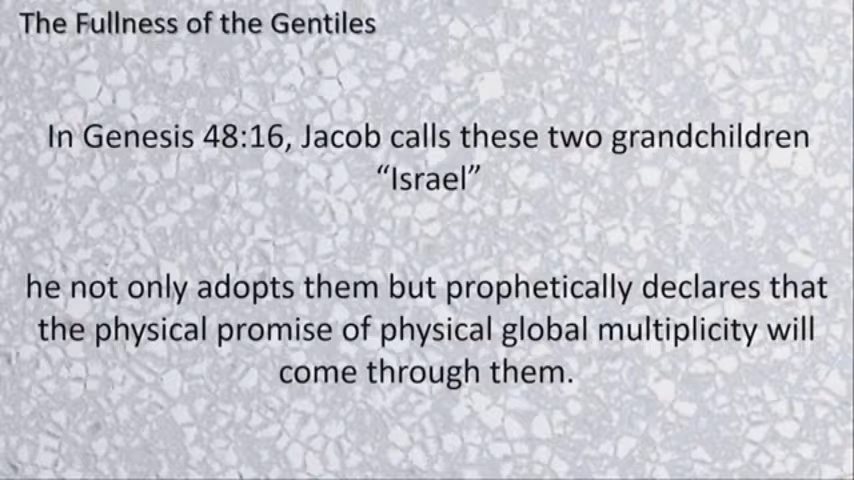 The Fullness of the Gentiles
In Genesis 48:16, Jacob calls these two grandchildren
“Israel”
he not only adopts them but prophetically declares that
the physical promise of physical global multiplicity will
come through them.